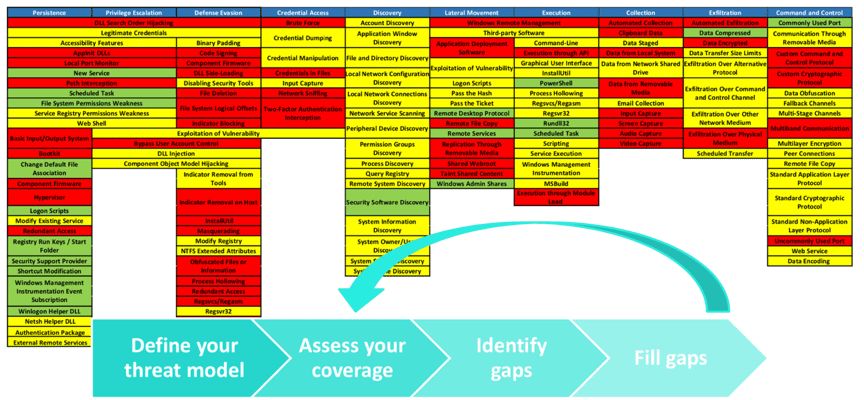 Persistence
Privilege Escalation
Defense Evasion
Credential Access
Discovery
Lateral Movement
Execution
Collection
Exfiltration
Command and Control
DLL Search Order Hijacking
Legitimate Credentials
Accessibility Features
AppInit DLLs
Local Port Monitor
New Service
Path Interception
Scheduled Task
File System Permissions Weakness
Service Registry Permissions Weakness
Web Shell
Basic Input/Output System
Bootkit
Change Default File
Association
Component Firmware
Hypervisor
Logon Scripts
Modify Existing Service
Redundant Access
Registry Run Keys / Start
Folder
Security Support Provider
Shortcut Modification
Windows Management
Instrumentation Event
Subscription
Winlogon Helper DLL
Netsh Helper DLL
Authentication Package
External Remote Services
Exploitation of Vulnerability
Bypass User Account Control
DLL Injection
Component Object Model Hijacking
Binary Padding
Code Signing
Component Firmware
DLL Side-Loading
Disabling Security Tools
File Deletion
File System Logical Offsets
Indicator Blocking
Indicator Removal from
Tools
Indicator Removal on Host
InstallUtil
Masquerading
Modify Registry
NTFS Extended Attributes
Obfuscated Files or
Information
Process Hollowing
Redundant Access
Regsvcs/Regasm
Regsvr32
Brute Force
Credential Dumping
Credential Manipulation
Credentials in Files
Input Capture
Network Sniffing
Two-Factor Authentication
Interception
Account Discovery
Application Window
Discovery
File and Directory Discovery
Local Network Configuration
Discovery
Local Network Connections
Discovery
Network Service Scanning
Peripheral Device Discovery
Permission Groups
Discovery
Process Discovery
Query Registry
Remote System Discovery
Security Software Discovery
System Information
Discovery
System Owner/User
Discovery
Discovery
Discovery
Windows Remote Management
Third-party Software
Application Deployment
Software
Exploitation of Vulnerability
Logon Scripts
Pass the Hash
Pass the Ticket
Remote Desktop Protocol
Remote File Copy
Remote Services
Replication Through
Removable Media
Shared Webroot
Taint Shared Content
Windows Admin Shares
Command-Line
Execution through API
Graphical User Interface
InstallUtil
PowerShell
Process Hollowing
Regsvcs/Regasm
Regsvr32
Rundll32
Scheduled Task
Scripting
Service Execution
Windows Management
Instrumentation
MSBuild
Execution through Module
Load
Automated Collection
Clipboard Data
Data Staged
Data from Local System
Data from Network Shared
Drive
Data from Removable
Media
Email Collection
Input Capture
Screen Capture
Audio Capture
Video Capture
Automated Exfiltration
Data Compressed
Data Encrypted
Data Transfer Size Limits
Exfiltration Over Alternative
Protocol
Exfiltration Over Command
and Control Channel
Exfiltration Over Other
Network Medium
Exfiltration Over Physical
Medium
Scheduled Transfer
Commonly Used Port
Communication Through
Removable Media
Custom Command and
Control Protocol
Custom Cryptographic
Protocol
Data Obfuscation
Fallback Channels
Multi-Stage Channels
Multiband Communication
Multilayer Encryption
Peer Connections
Remote File Copy
Standard Application Layer
Protocol
Standard Cryptographic
Protocol
Standard Non-Application
Layer Protocol
Uncommonly Used Port
Web Service
Data Encoding
Define your
threat model
Assess your
coverage
Identify
gaps
Fill gaps